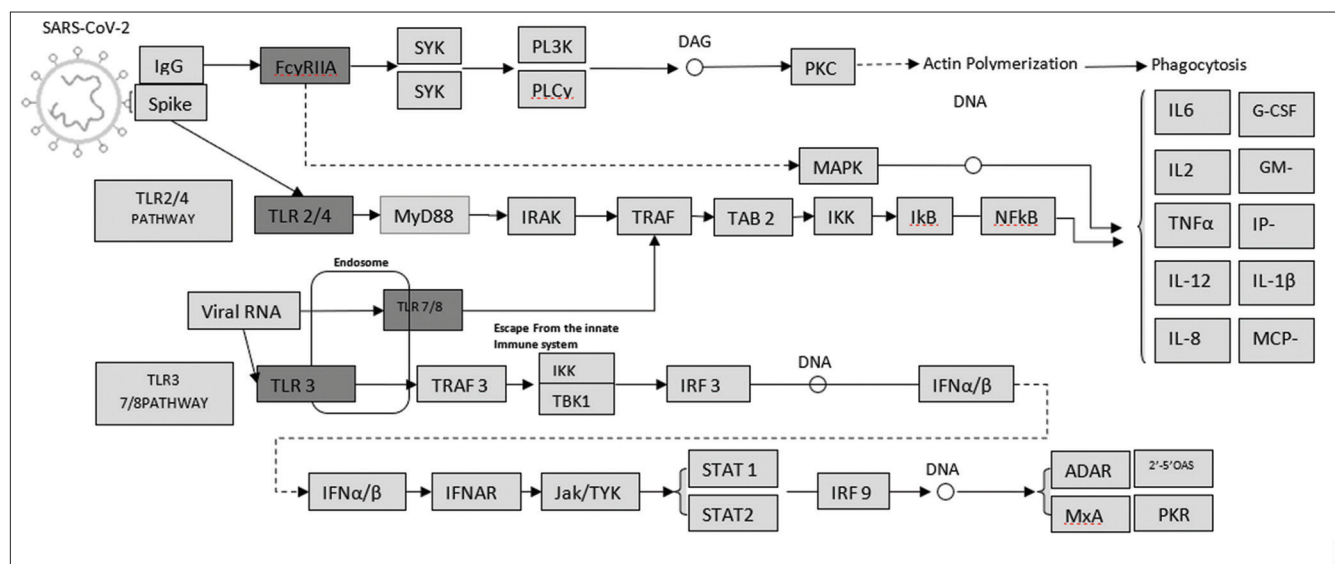 SARS-CoV-2
IgG
FcyRIIA
SYK
PL3K
DAG
PKC
Actin Polymerization
Phagocytosis
Spike
SYK
PLCy
DNA
IL6
G-CSF
MAPK
IL2
GM-
TLR2/4
PATHWAY
TLR 2/4
MyD88
IRAK
TRAF
TAB 2
IKK
IkB
NFkB
TNFα
IP-
Endosome
Viral RNA
TLR 7/8
IL-12
IL-1β
Escape From the innate
Immune system
IL-8
MCP-
TLR3
7/8PATHWAY
TLR 3
TRAF 3
IKK
TBK1
IRF 3
DNA
IFNα/β
IFNα/β
IFNAR
Jak/TYK
STAT 1
STAT2
IRF 9
DNA
ADAR
2'-5'OAS
MxA
PKR